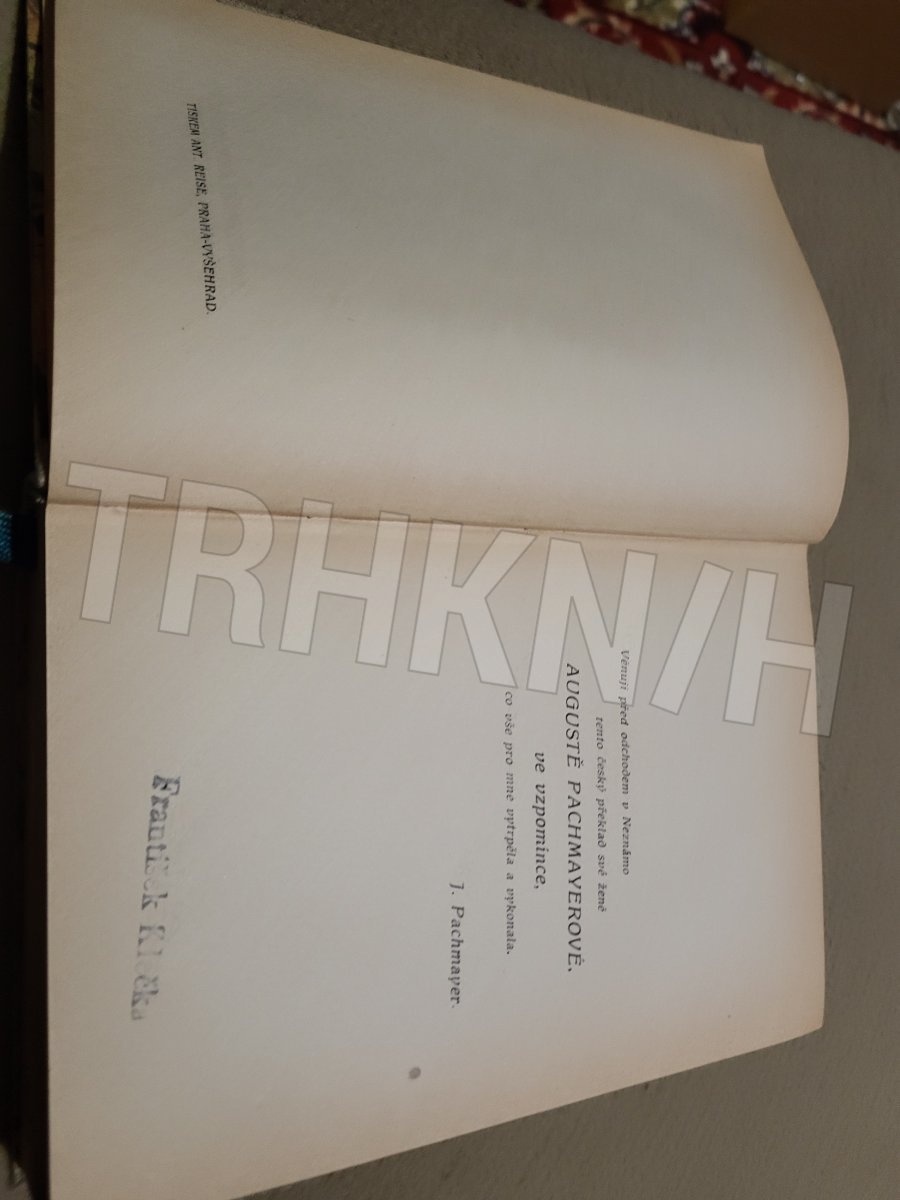 TISKEM ANT. REISE, PRAHA-VYŠEHRAD.
Věnuji před odchodem v Neznámo
tento český překlad své ženě
AUGUSTĚ PACHMAYEROVÉ,
ve vzpomínce,
co vše pro mne vytrpěla a vykonala.
J. Pachmayer.
František
TRHKNIH